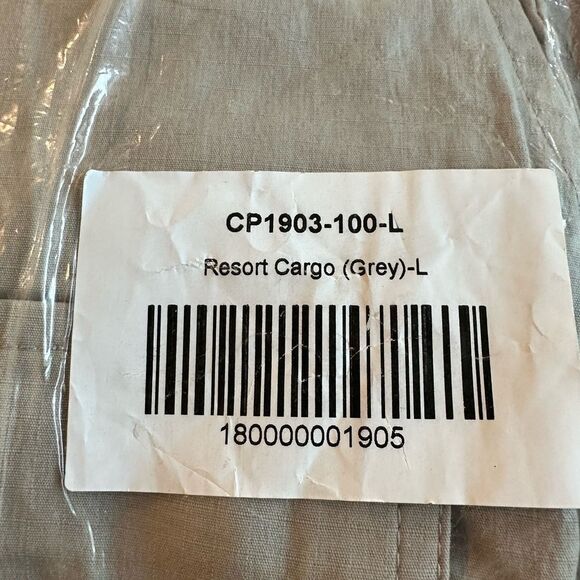 CP1903-100-L
Resort Cargo (Grey)-L
180000001905